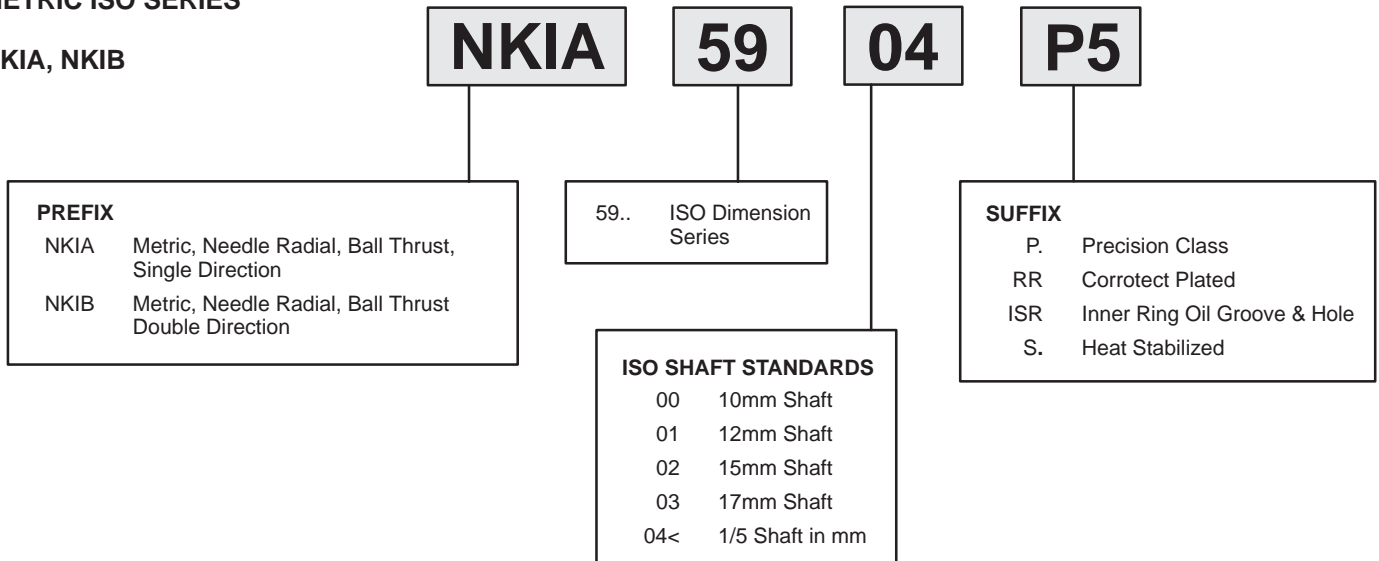 METRIC ISO SERIES
NKIA, NKIB
NKIA 59 04 P5
PREFIX
NKIA Metric, Needle Radial, Ball Thrust,
Single Direction
NKIB Metric, Needle Radial, Ball Thrust
Double Direction
59.. ISO Dimension
Series
ISO SHAFT STANDARDS
00 10mm Shaft
01 12mm Shaft
02 15mm Shaft
03 17mm Shaft
04< 1/5 Shaft in mm
SUFFIX
P. Precision Class
RR Corrotect Plated
ISR Inner Ring Oil Groove & Hole
S. Heat Stabilized